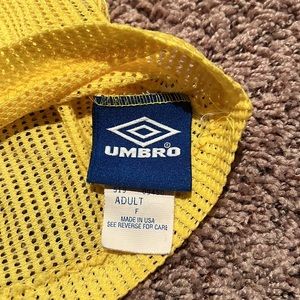 UMBRO
ADULT
F
MADE IN USA
SEE REVERSE FOR CARE